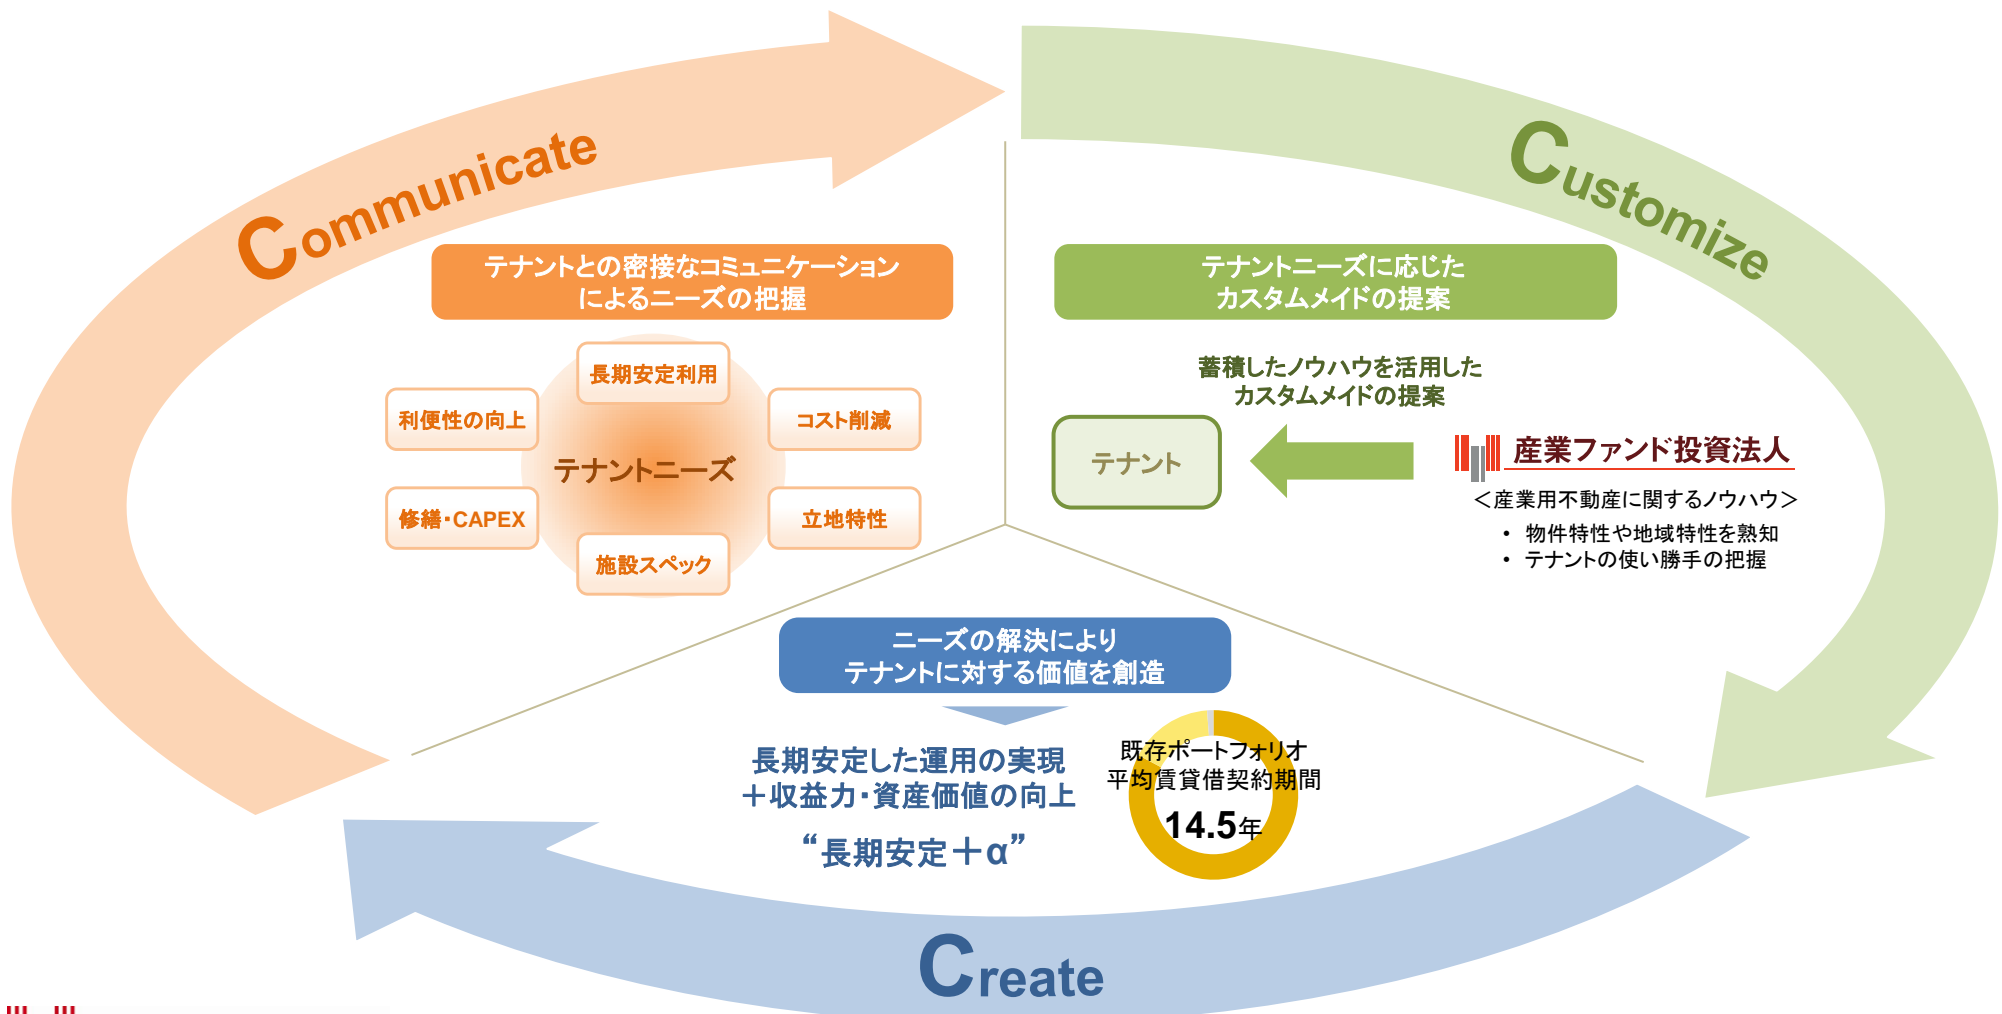 Communicate
テナントとの密接なコミュニケーション
によるニーズの把握
長期安定利用
利便性の向上
コスト削減
テナントニーズ
修繕・CAPEX
立地特性
施設スペック
Customize
テナントニーズに応じた
カスタムメイドの提案
蓄積したノウハウを活用した
カスタムメイドの提案
テナント
産業ファンド投資法人
＜産業用不動産に関するノウハウ＞
• 物件特性や地域特性を熟知
• テナントの使い勝手の把握
ニーズの解決により
テナントに対する価値を創造
長期安定した運用の実現
＋収益力・資産価値の向上
“長期安定＋α”
既存ポートフォリオ
平均賃貸借契約期間
14.5年
Create